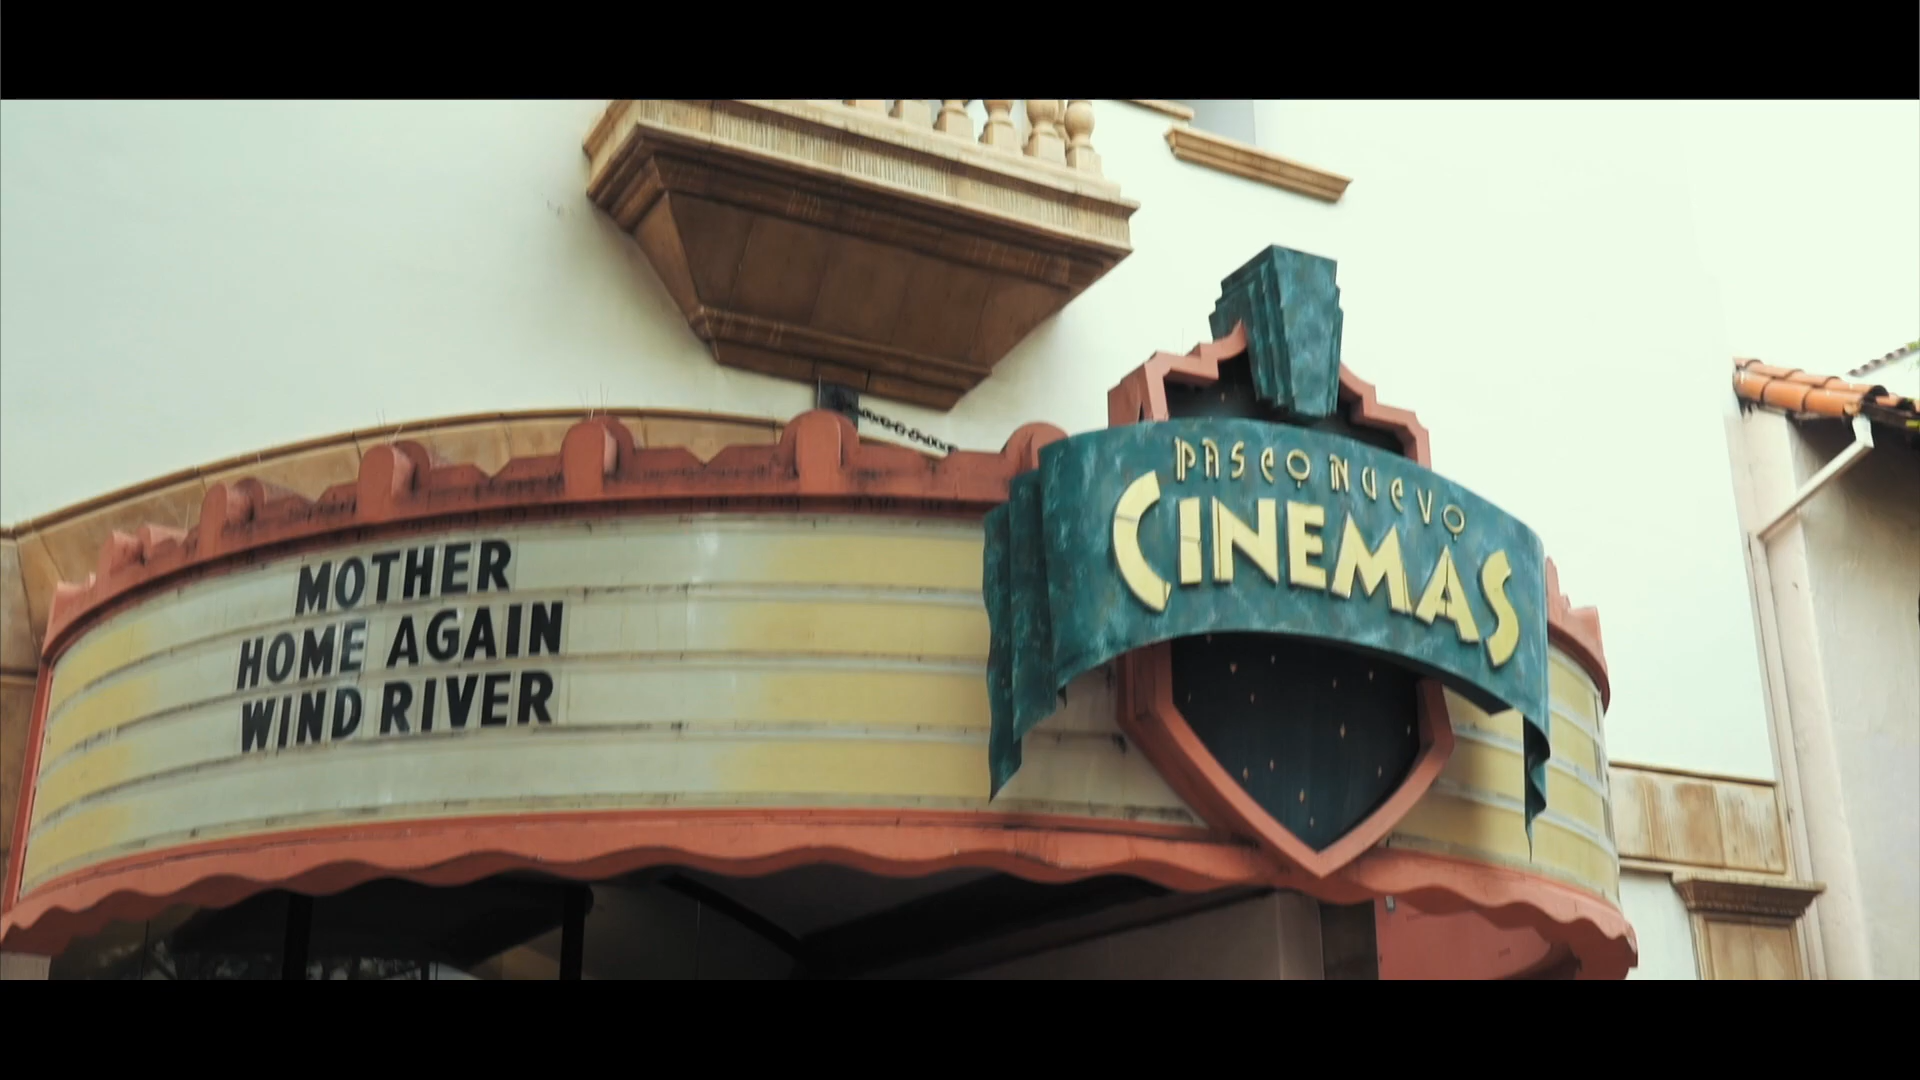 MOTHER
HOME AGAIN
WIND RIVER
PASEO NUEVO
CINEMAS